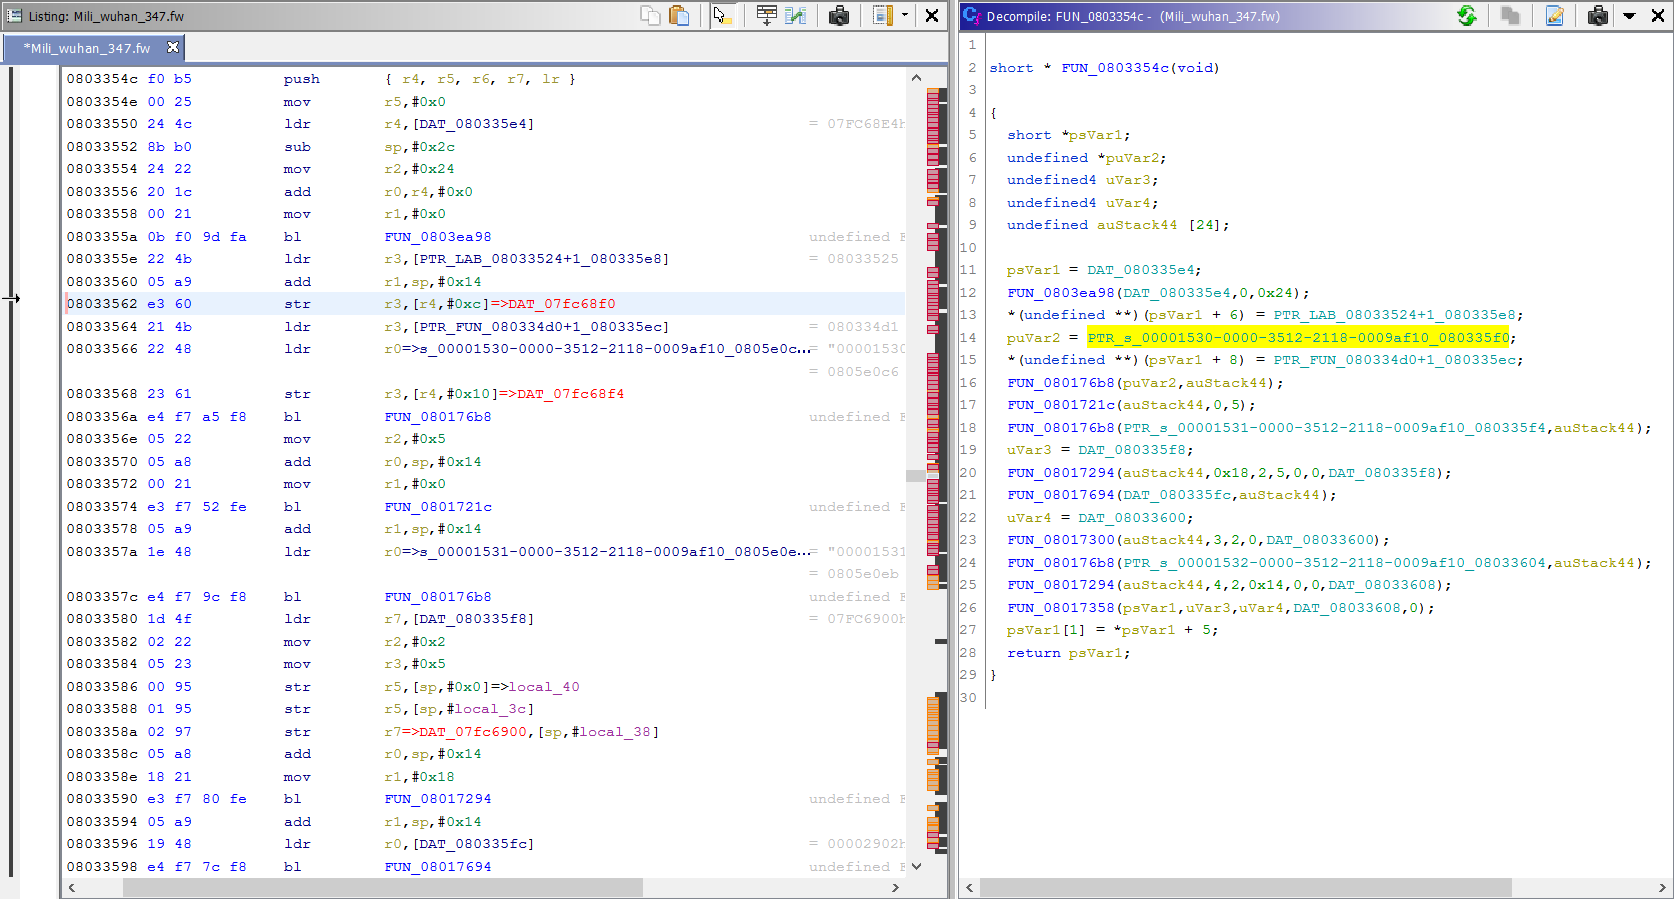 Listing: Mili_wuhan_347.fw
*Mili_wuhan_347.fw
0803354c f0 b5 push { r4, r5, r6, r7, lr }
0803354e 00 25 mov r5,#0x0
08033550 24 4c ldr r4,[DAT_080335e4] = 07FC68E4h
08033552 8b b0 sub sp,#0x2c
08033554 24 22 mov r2,#0x24
08033556 20 1c add r0,r4,#0x0
08033558 00 21 mov r1,#0x0
0803355a 0b f0 9d fa bl FUN_0803ea98 undefined
0803355e 22 4b ldr r3,[PTR_LAB_08033524+1_080335e8] = 08033525
08033560 05 a9 add r1,sp,#0x14
08033562 e3 60 str r3,[r4,#0xc]=>DAT_07fc68f0
08033564 21 4b ldr r3,[PTR_FUN_080334d0+1_080335ec] = 080334d1
08033566 22 48 ldr r0=>s_00001530-0000-3512-2118-0009af10_0805e0c... = "00001530
= 0805e0c6
08033568 23 61 str r3,[r4,#0x10]=>DAT_07fc68f4
0803356a e4 f7 a5 f8 bl FUN_080176b8 undefined
0803356e 05 22 mov r2,#0x5
08033570 05 a8 add r0,sp,#0x14
08033572 00 21 mov r1,#0x0
08033574 e3 f7 52 fe bl FUN_0801721c undefined
08033578 05 a9 add r1,sp,#0x14
0803357a 1e 48 ldr r0=>s_00001531-0000-3512-2118-0009af10_0805e0e... = "00001531
= 0805e0eb
0803357c e4 f7 9c f8 bl FUN_080176b8 undefined
08033580 1d 4f ldr r7,[DAT_080335f8] = 07FC6900h
08033582 02 22 mov r2,#0x2
08033584 05 23 mov r3,#0x5
08033586 00 95 str r5,[sp,#0x0]=>local_40
08033588 01 95 str r5,[sp,#local_3c]
0803358a 02 97 str r7=>DAT_07fc6900,[sp,#local_38]
0803358c 05 a8 add r0,sp,#0x14
0803358e 18 21 mov r1,#0x18
08033590 e3 f7 80 fe bl FUN_08017294 undefined
08033594 05 a9 add r1,sp,#0x14
08033596 19 48 ldr r0,[DAT_080335fc] = 00002902h
08033598 e4 f7 7c f8 bl FUN_08017694 undefined
Decompile: FUN_0803354c - (Mili_wuhan_347.fw)
1
2 short * FUN_0803354c(void)
3
4 {
5 short *psVar1;
6 undefined *puVar2;
7 undefined4 uVar3;
8 undefined4 uVar4;
9 undefined auStack44 [24];
10
11 psVar1 = DAT_080335e4;
12 FUN_0803ea98(DAT_080335e4,0,0x24);
13 *(undefined **)(psVar1 + 6) = PTR_LAB_08033524+1_080335e8;
14 puVar2 = PTR_s_00001530-0000-3512-2118-0009af10_080335f0;
15 *(undefined **)(psVar1 + 8) = PTR_FUN_080334d0+1_080335ec;
16 FUN_080176b8(puVar2,auStack44);
17 FUN_0801721c(auStack44,0,5);
18 FUN_080176b8(PTR_s_00001531-0000-3512-2118-0009af10_080335f4,auStack44);
19 uVar3 = DAT_080335f8;
20 FUN_08017294(auStack44,0x18,2,5,0,0,DAT_080335f8);
21 FUN_08017694(DAT_080335fc,auStack44);
22 uVar4 = DAT_08033600;
23 FUN_08017300(auStack44,3,2,0,DAT_08033600);
24 FUN_080176b8(PTR_s_00001532-0000-3512-2118-0009af10_08033604,auStack44);
25 FUN_08017294(auStack44,4,2,0x14,0,0,DAT_08033608);
26 FUN_08017358(psVar1,uVar3,uVar4,DAT_08033608,0);
27 psVar1[1] = *psVar1 + 5;
28 return psVar1;
29 }
30